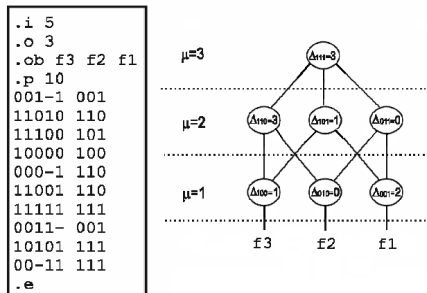 .i 5
.o 3
.ob f3 f2 f1
.p 10
001-1 001
11010 110
11100 101
10000 100
000-1 110
11001 110
11111 111
0011- 001
10101 111
00-11 111
.e
μ=3
Δ111=3
μ=2
Δ110=3 Δ101=1 Δ011=0
μ=1
Δ100=1 Δ010=0 Δ001=2
f3 f2 f1